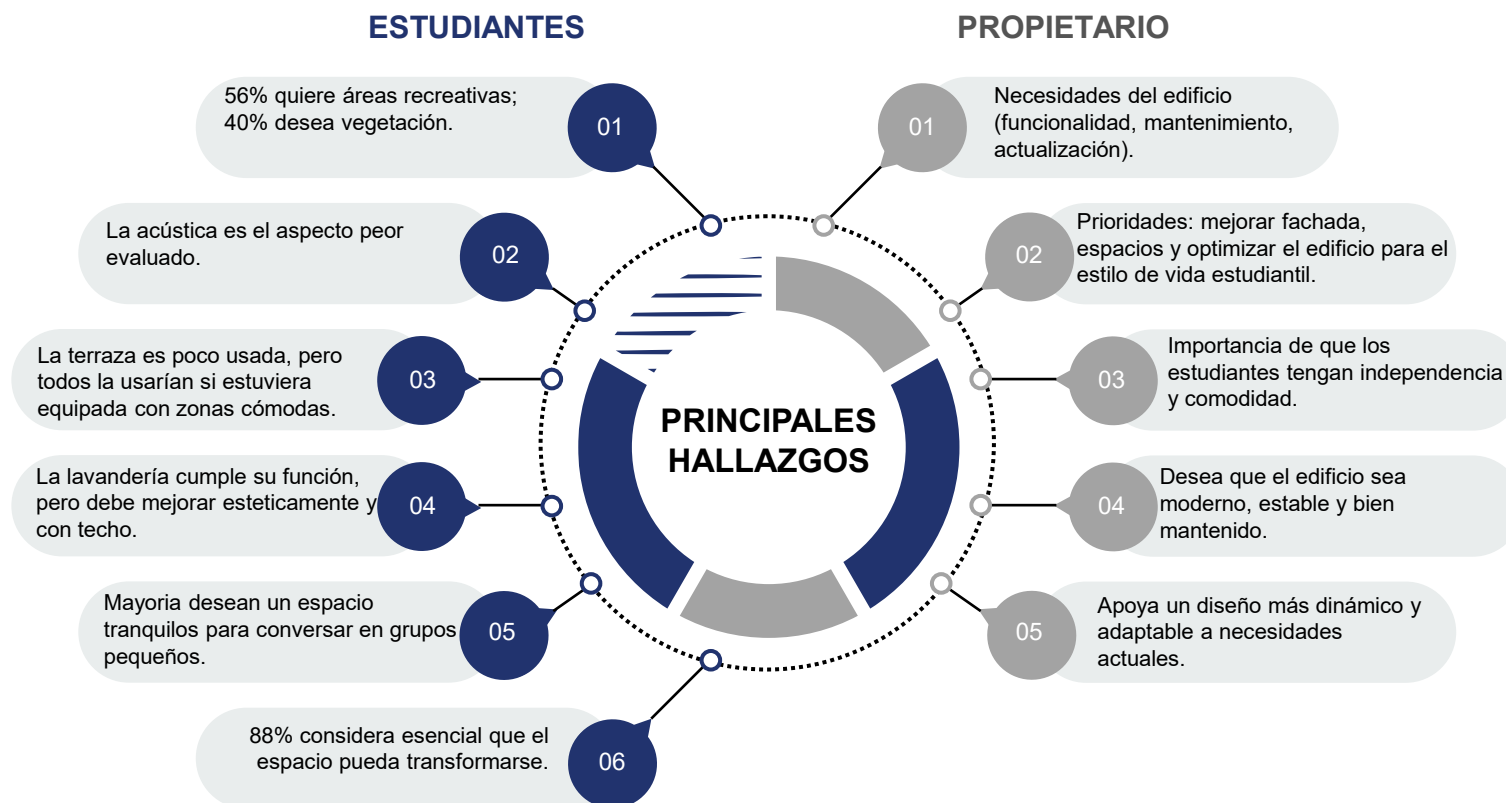 ESTUDIANTES
01
56% quiere áreas recreativas;
40% desea vegetación.
02
La acústica es el aspecto peor
evaluado.
03
La terraza es poco usada, pero
todos la usarían si estuviera
equipada con zonas cómodas.
04
La lavandería cumple su función,
pero debe mejorar esteticamente y
con techo.
05
Mayoria desean un espacio
tranquilos para conversar en grupos
pequeños.
06
88% considera esencial que el
espacio pueda transformarse.
PRINCIPALES
HALLAZGOS
PROPIETARIO
01
Necesidades del edificio
(funcionalidad, mantenimiento,
actualización).
02
Prioridades: mejorar fachada,
espacios y optimizar el edificio para el
estilo de vida estudiantil.
03
Importancia de que los
estudiantes tengan independencia
y comodidad.
04
Desea que el edificio sea
moderno, estable y bien
mantenido.
05
Apoya un diseño más dinámico y
adaptable a necesidades
actuales.